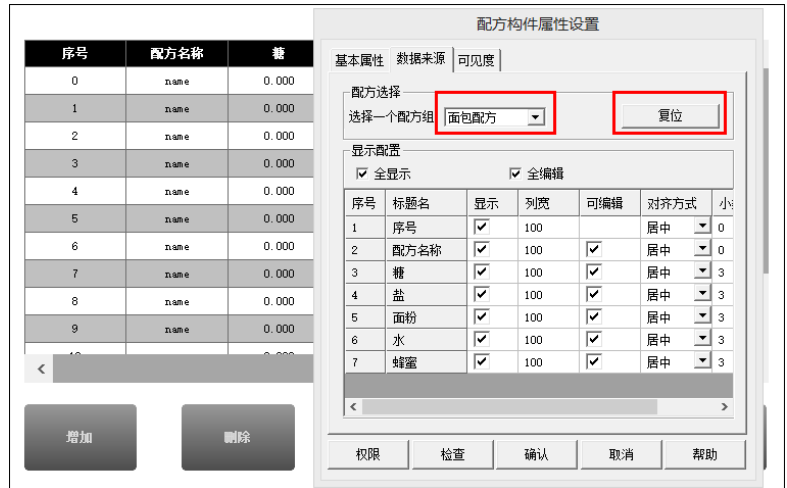 配方构件属性设置
序号 配方名称 糖
0 name 0.000
1 name 0.000
2 name 0.000
3 name 0.000
4 name 0.000
5 name 0.000
6 name 0.000
7 name 0.000
8 name 0.000
9 name 0.000
增加 删除
基本属性 数据来源 可见度
配方选择
选择一个配方组 面包配方 复位
显示配置
全显示 全编辑
序号 标题名 显示 列宽 可编辑 对齐方式
1 序号 100 居中 0
2 配方名称 100 居中 0
3 糖 100 居中 3
4 盐 100 居中 3
5 面粉 100 居中 3
6 水 100 居中 3
7 蜂蜜 100 居中 3
权限 检查 确认 取消 帮助